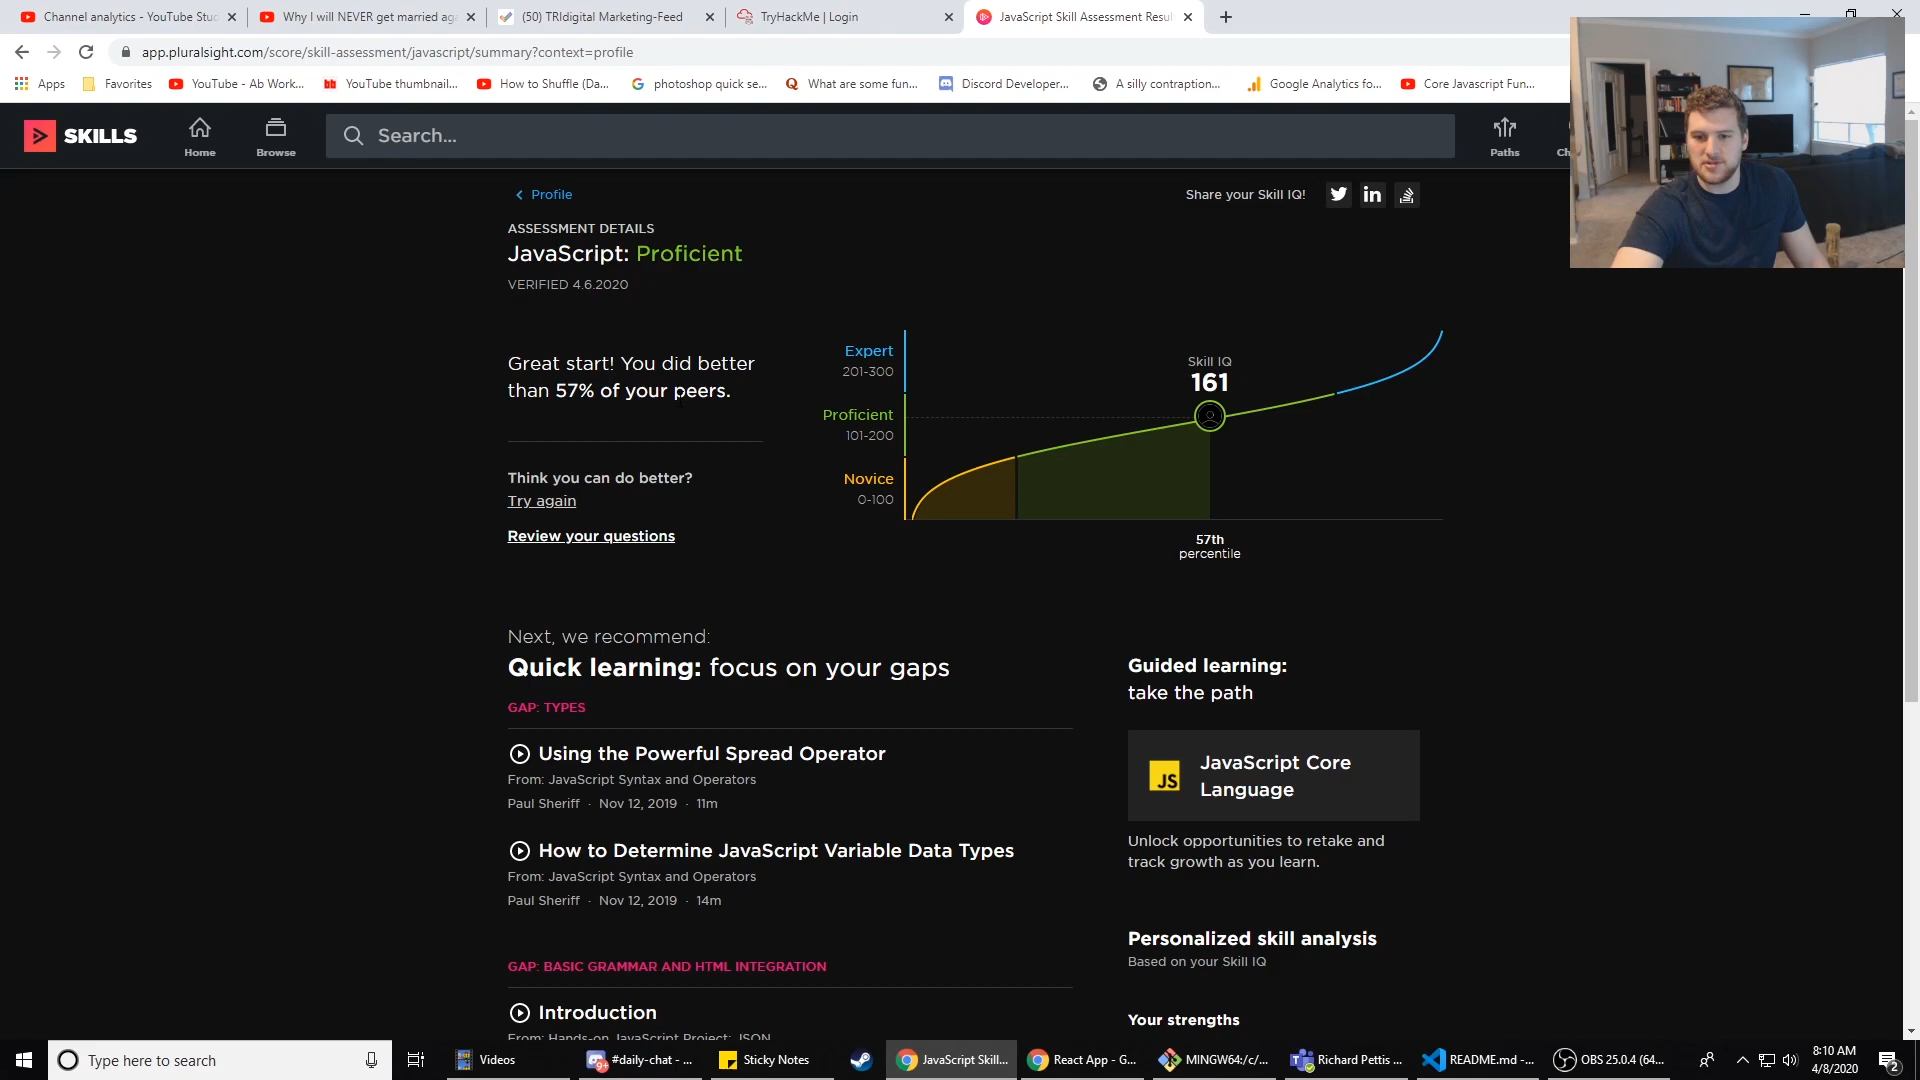 Channel analytics - YouTube Stu
Why I will NEVER get married aga
(50) TRIdigital Marketing-Feed
TryHackMe | Login
JavaScript Skill Assessment Resu
app.pluralsight.com/score/skill-assessment/javascript/summary?context=profile
Apps
Favorites
YouTube - Ab Work...
YouTube thumbnail...
How to Shuffle (Da...
photoshop quick se...
What are some fun...
Discord Developer...
A silly contraption...
Google Analytics fo...
Core Javascript Fun...
SKILLS
Home
Browse
Search...
Paths
Ch
Profile
Share your Skill IQ!
ASSESSMENT DETAILS
JavaScript: Proficient
VERIFIED 4.6.2020
Great start! You did better
than 57% of your peers.
Think you can do better?
Try again
Review your questions
Expert
201-300
Proficient
101-200
Novice
0-100
Skill IQ
161
57th
percentile
Next, we recommend:
Quick learning: focus on your gaps
GAP: TYPES
Using the Powerful Spread Operator
From: JavaScript Syntax and Operators
Paul Sheriff · Nov 12, 2019 · 11m
How to Determine JavaScript Variable Data Types
From: JavaScript Syntax and Operators
Paul Sheriff · Nov 12, 2019 · 14m
GAP: BASIC GRAMMAR AND HTML INTEGRATION
Introduction
From: Hands-on JavaScript Project: JSON
Guided learning:
take the path
JS
JavaScript Core
Language
Unlock opportunities to retake and
track growth as you learn.
Personalized skill analysis
Based on your Skill IQ
Your strengths
Type here to search
Videos
#daily-chat - ...
Sticky Notes
JavaScript Skill...
React App - G...
MINGW64:/c/...
Richard Pettis ...
README.md -...
OBS 25.0.4 (64...
8:10 AM
4/8/2020
2